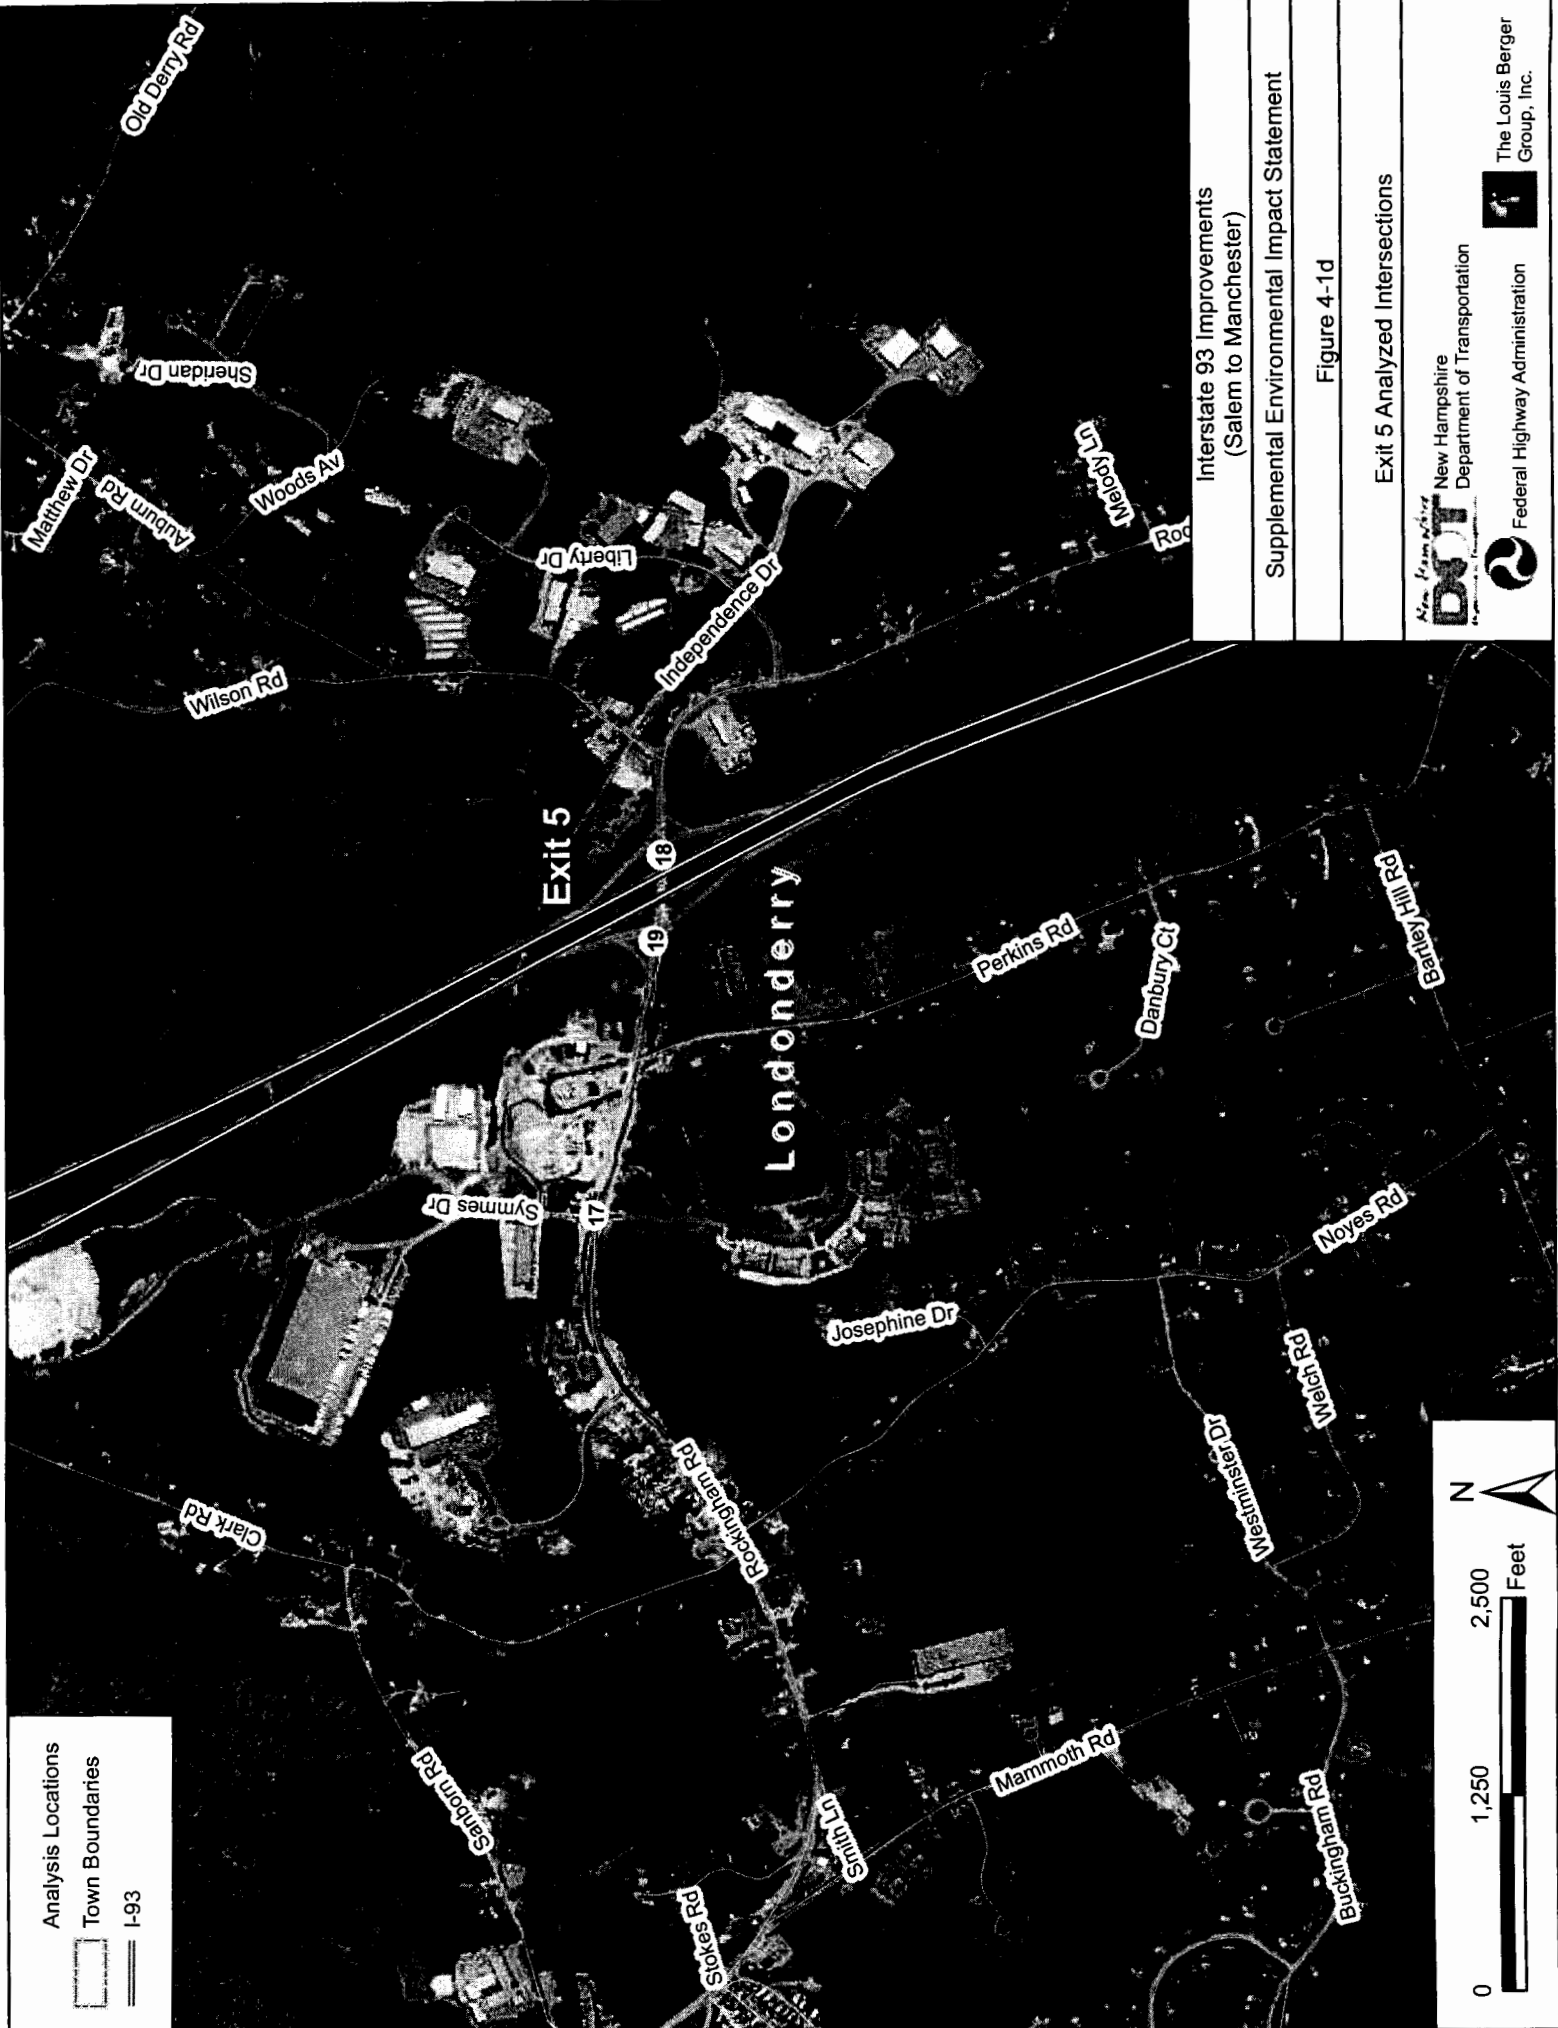 Analysis Locations
Town Boundaries
I-93
Clark Rd
Sanborn Rd
Stokes Rd
Smith Ln
Rockingham Rd
Mammoth Rd
Buckingham Rd
Westminster Dr
Welch Rd
Josephine Dr
Noyes Rd
Symmes Dr
17
Londonderry
Exit 5
19
18
Perkins Rd
Danbury Ct
Barley Hill Rd
Wilson Rd
Independence Dr
Liberty Dr
Woods Av
Auburn Rd
Matthew Dr
Sheridan Dr
Old Derry Rd
Melody Ln
Roc
0 1,250 2,500
Feet
N
Interstate 93 Improvements
(Salem to Manchester)
Supplemental Environmental Impact Statement
Figure 4-1d
Exit 5 Analyzed Intersections
New Hampshire
DOT
New Hampshire
Department of Transportation
Federal Highway Administration
The Louis Berger
Group, Inc.